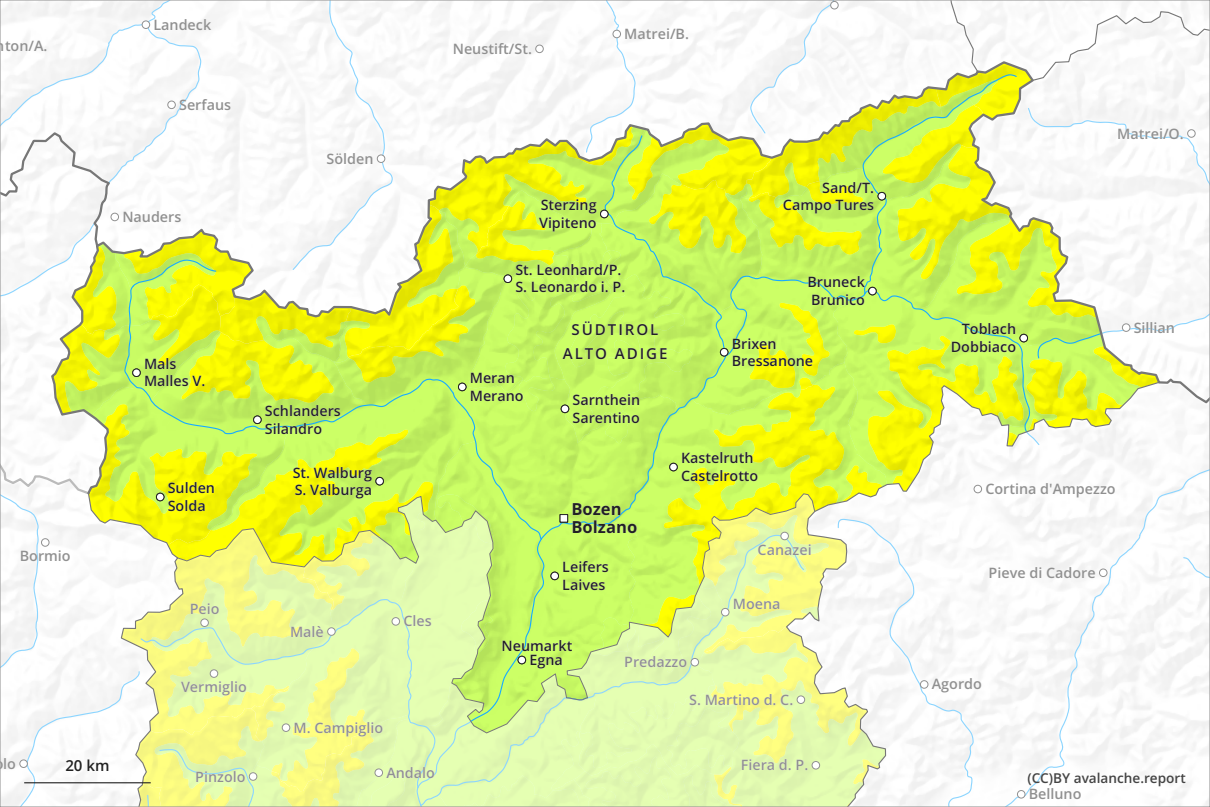 Landeck
Matrei/B.
nton/A.
Neustift/St.
Serfaus
Matrei/O.
Sölden
Sand/T.
Campo Tures
Sterzing
Vipiteno
Nauders
St. Leonhard/P.
S. Leonardo i. P.
Bruneck
Brunico
SÜDTIROL
ALTO ADIGE
Toblach
Dobbiaco
Sillian
Brixen
Bressanone
Mals
Malles V.
Meran
Merano
Sarnthein
Sarentino
Schlanders
Silandro
Kastelruth
Castelrotto
St. Walburg
S. Valburga
Sulden
Solda
Cortina d'Ampezzo
Bozen
Bolzano
Bormio
Canazei
Leifers
Laives
Pieve di Cadore
Peio
Moena
Cles
Malè
Neumarkt
Egna
Predazzo
Vermiglio
Agordo
S. Martino d. C.
M. Campiglio
olo
20 km
Pinzolo
Andalo
Fiera d. P.
(CC)BY avalanche.report
Belluno